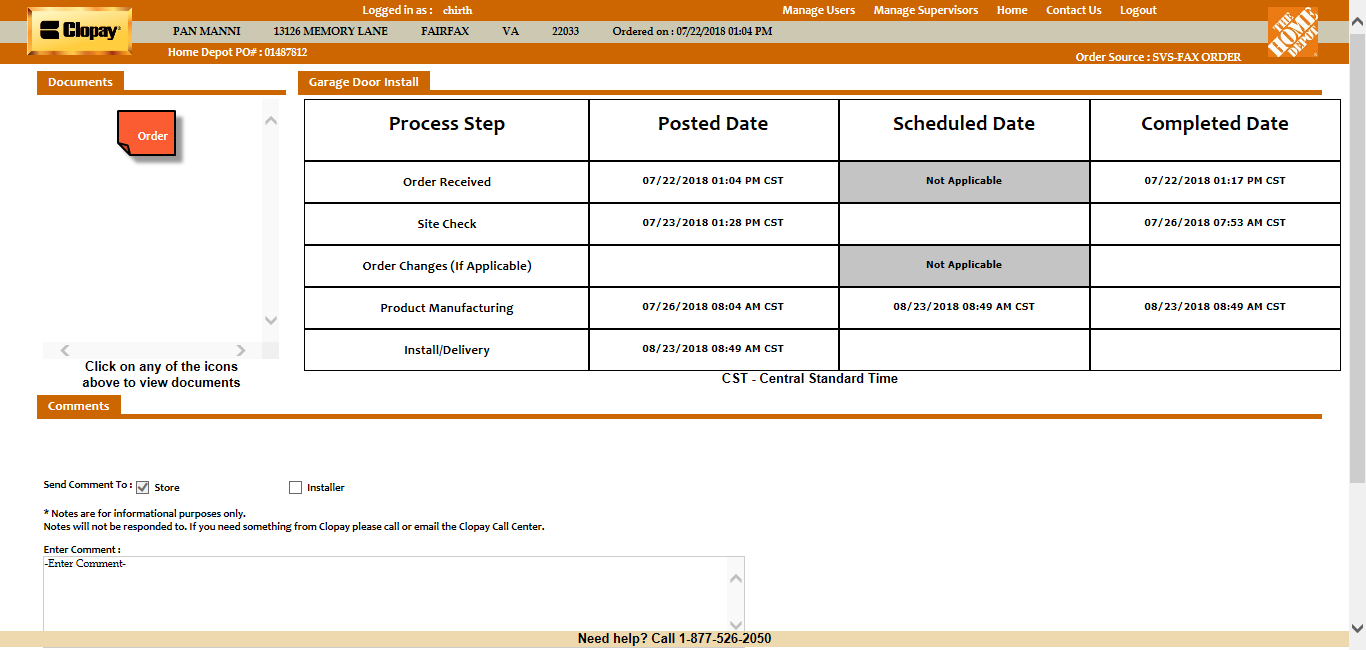 Logged in as : chirth
Manage Users Manage Supervisors Home Contact Us Logout
Clopay
PAN MANNI 13126 MEMORY LANE FAIRFAX VA 22033 Ordered on : 07/22/2018 01:04 PM
THE HOME DEPOT
Home Depot PO# : 01487812
Order Source : SVS-FAX ORDER
Documents
Order
Click on any of the icons
above to view documents
Garage Door Install
Process Step Posted Date Scheduled Date Completed Date
Order Received 07/22/2018 01:04 PM CST Not Applicable 07/22/2018 01:17 PM CST
Site Check 07/23/2018 01:28 PM CST 07/26/2018 07:53 AM CST
Order Changes (If Applicable) Not Applicable
Product Manufacturing 07/26/2018 08:04 AM CST 08/23/2018 08:49 AM CST 08/23/2018 08:49 AM CST
Install/Delivery 08/23/2018 08:49 AM CST
CST - Central Standard Time
Comments
Send Comment To : Store Installer
* Notes are for informational purposes only.
Notes will not be responded to. If you need something from Clopay please call or email the Clopay Call Center.
Enter Comment :
-Enter Comment-
Need help? Call 1-877-526-2050